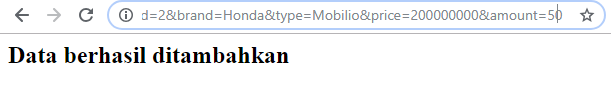 d=2&brand=Honda&type=Mobilio&price=200000000&amount=50
Data berhasil ditambahkan